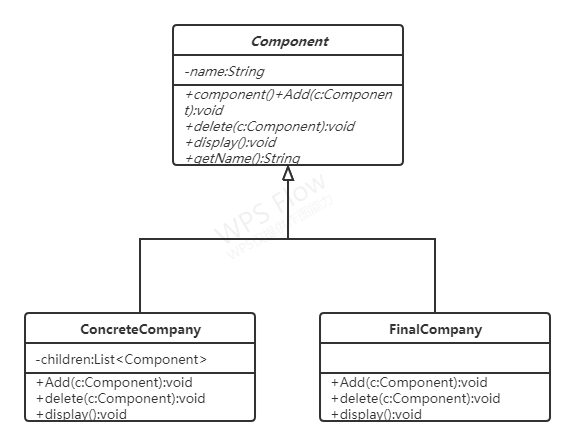 Component
-name:String
+component()+Add(c:Componen
t):void
+delete(c:Component):void
+display():void
+getName():String
WPS Flow
ConcreteCompany
-children:List<Component>
+Add(c:Component):void
+delete(c:Component):void
+display():void
FinalCompany
+Add(c:Component):void
+delete(c:Component):void
+display():void